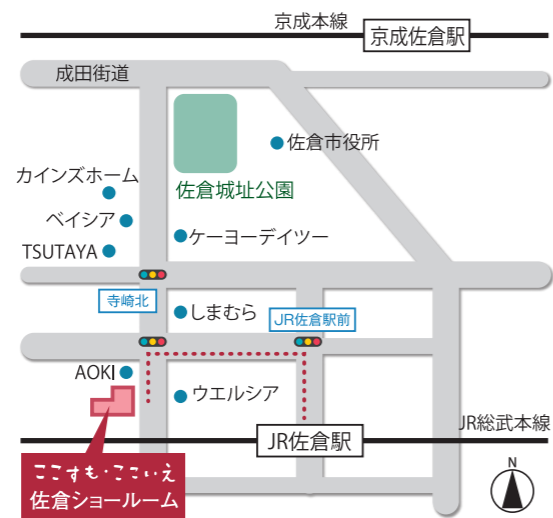 京成本線
京成佐倉駅
成田街道
佐倉市役所
カインズホーム
佐倉城址公園
ベイシア
ケーヨーデイツー
TSUTAYA
寺崎北
しまむら
JR佐倉駅前
AOKI
ウエルシア
JR総武本線
JR佐倉駅
ここすも・ここいえ
佐倉ショールーム
N